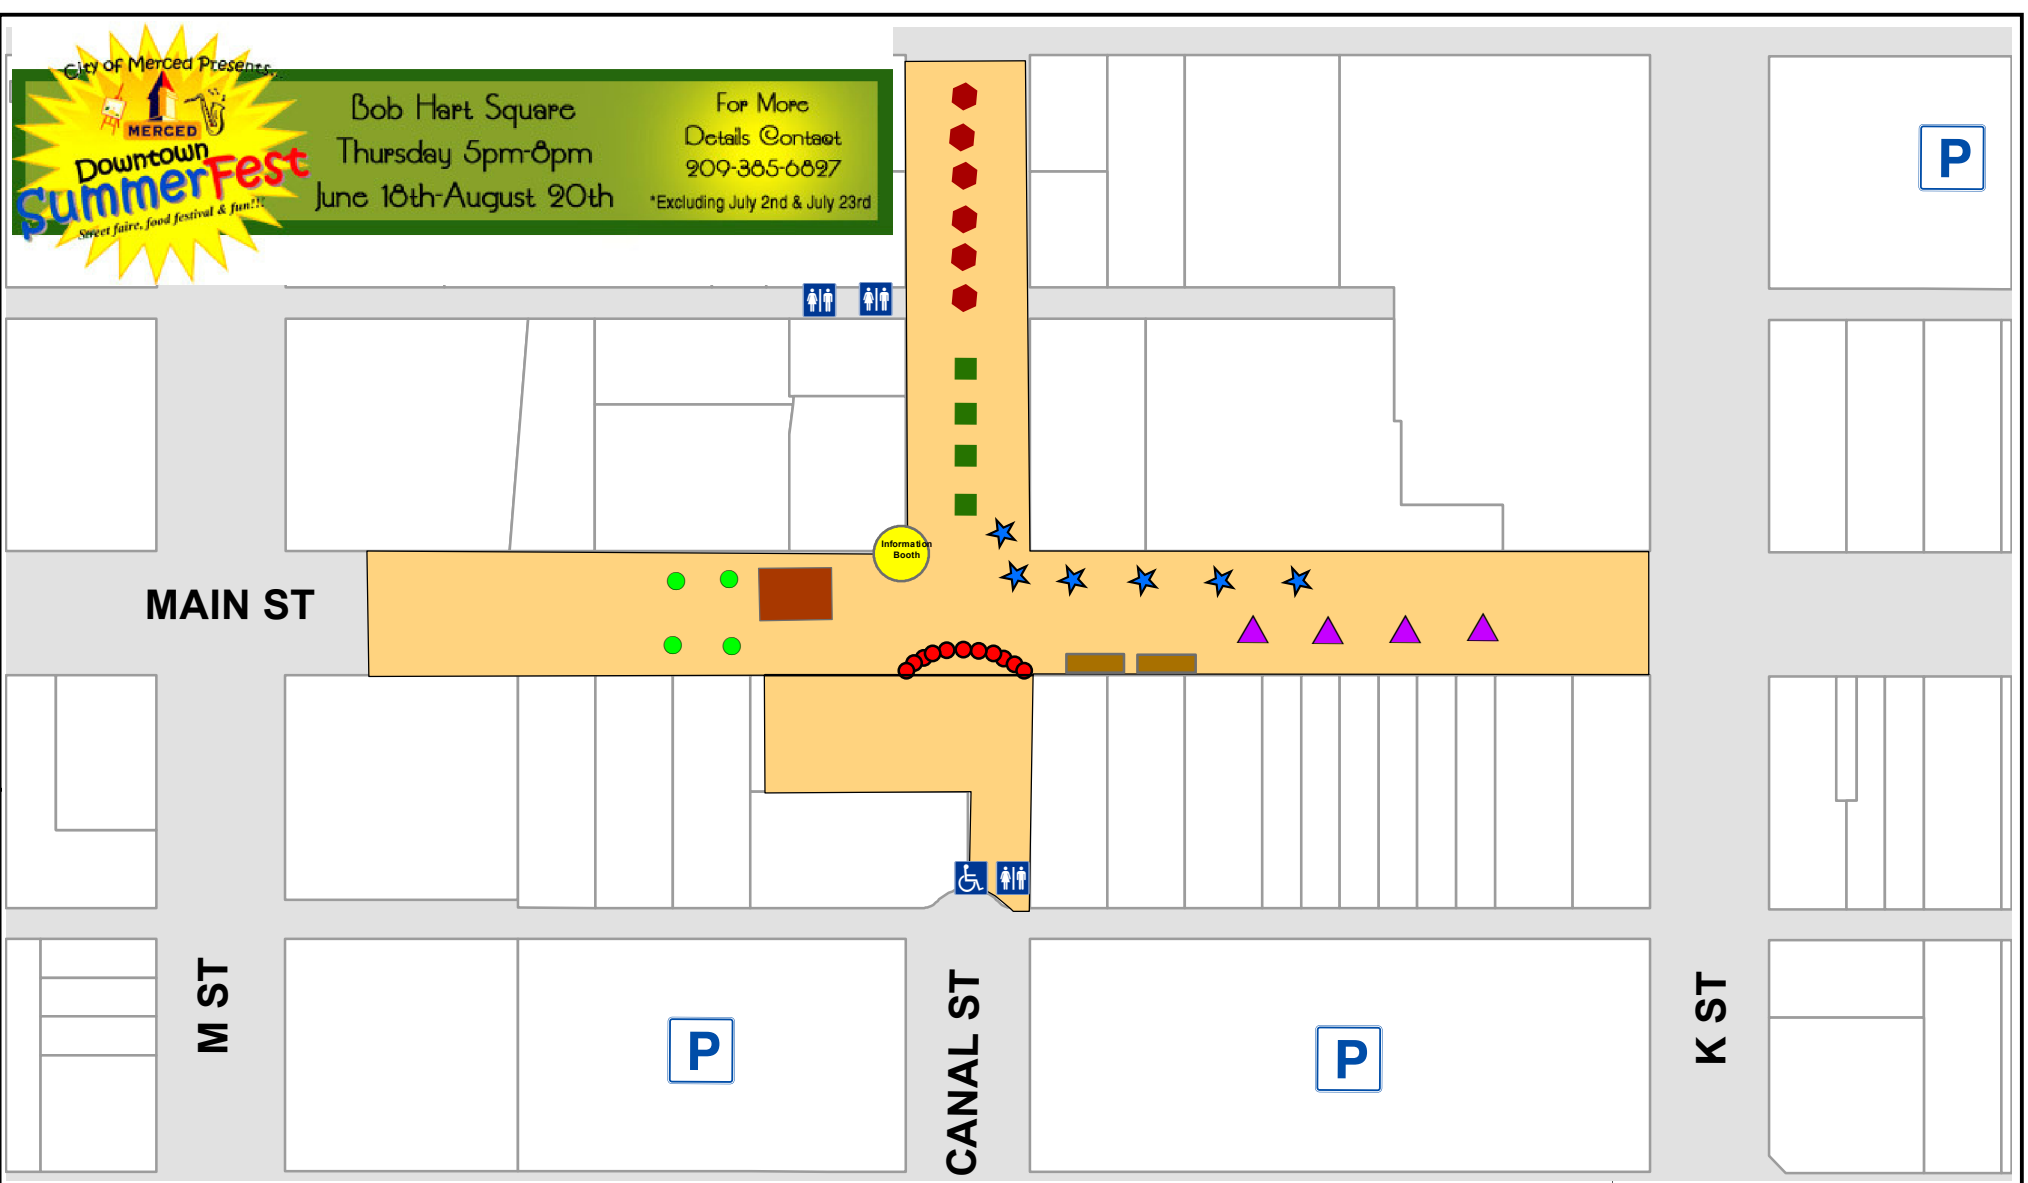 City of Merced Presents...
MERCED
Downtown
SummerFest
Street faire, food festival & fun!!!
Bob Hart Square
Thursday 5pm-8pm
June 18th-August 20th
For More
Details Contact
209-385-6827
*Excluding July 2nd & July 23rd
P
Information
Booth
MAIN ST
M ST
CANAL ST
K ST
P
P